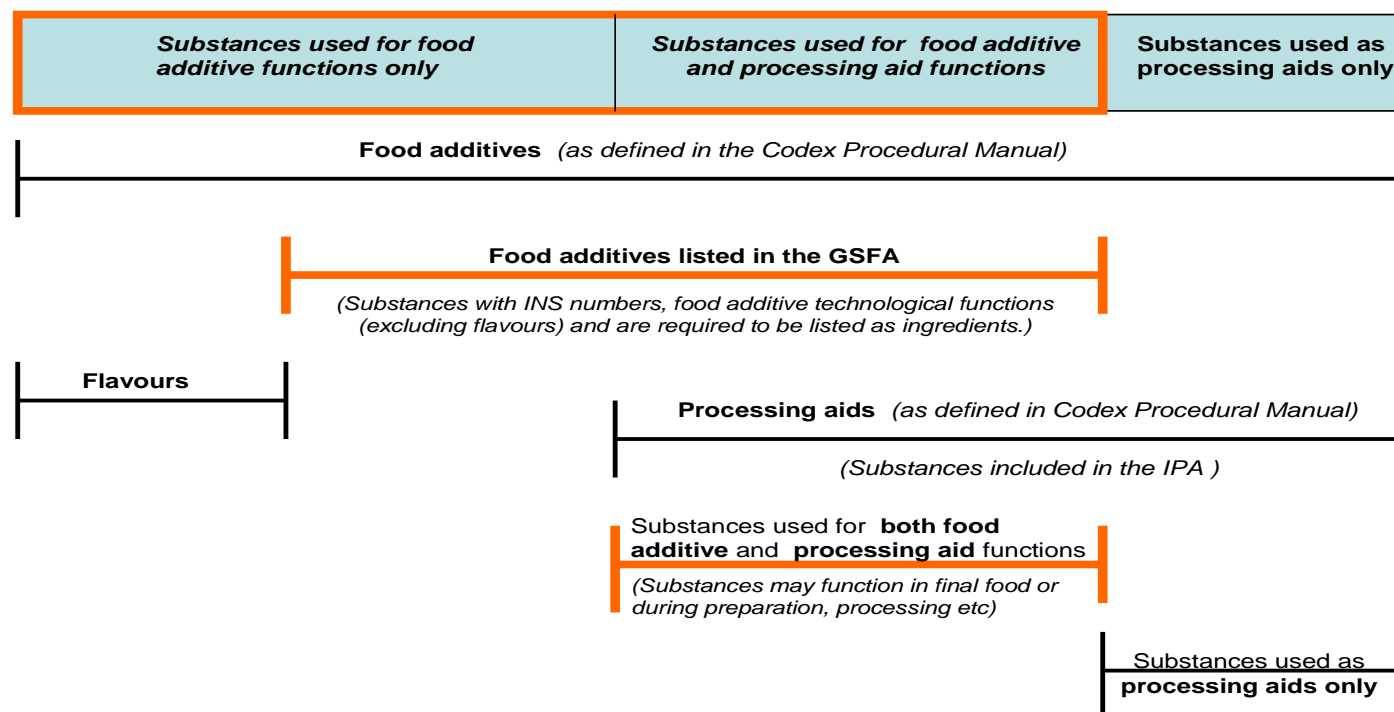 Substances used for food
additive functions only
Substances used for food additive
and processing aid functions
Substances used as
processing aids only
Food additives (as defined in the Codex Procedural Manual)
Food additives listed in the GSFA
(Substances with INS numbers, food additive technological functions
(excluding flavours) and are required to be listed as ingredients.)
Flavours
Processing aids (as defined in Codex Procedural Manual)
(Substances included in the IPA )
Substances used for both food
additive and processing aid functions
(Substances may function in final food or
during preparation, processing etc)
Substances used as
processing aids only